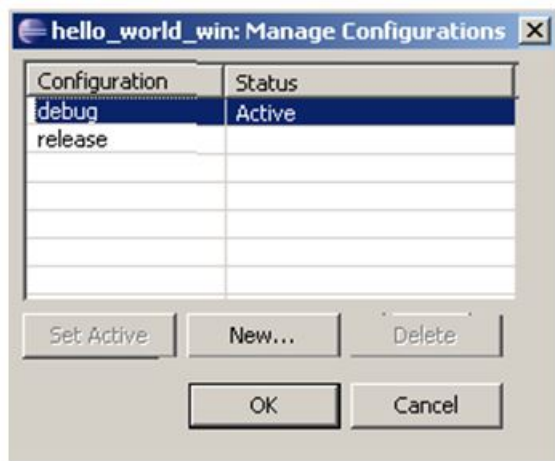 hello_world_win: Manage Configurations
Configuration Status
debug Active
release
Set Active New... Delete
OK Cancel